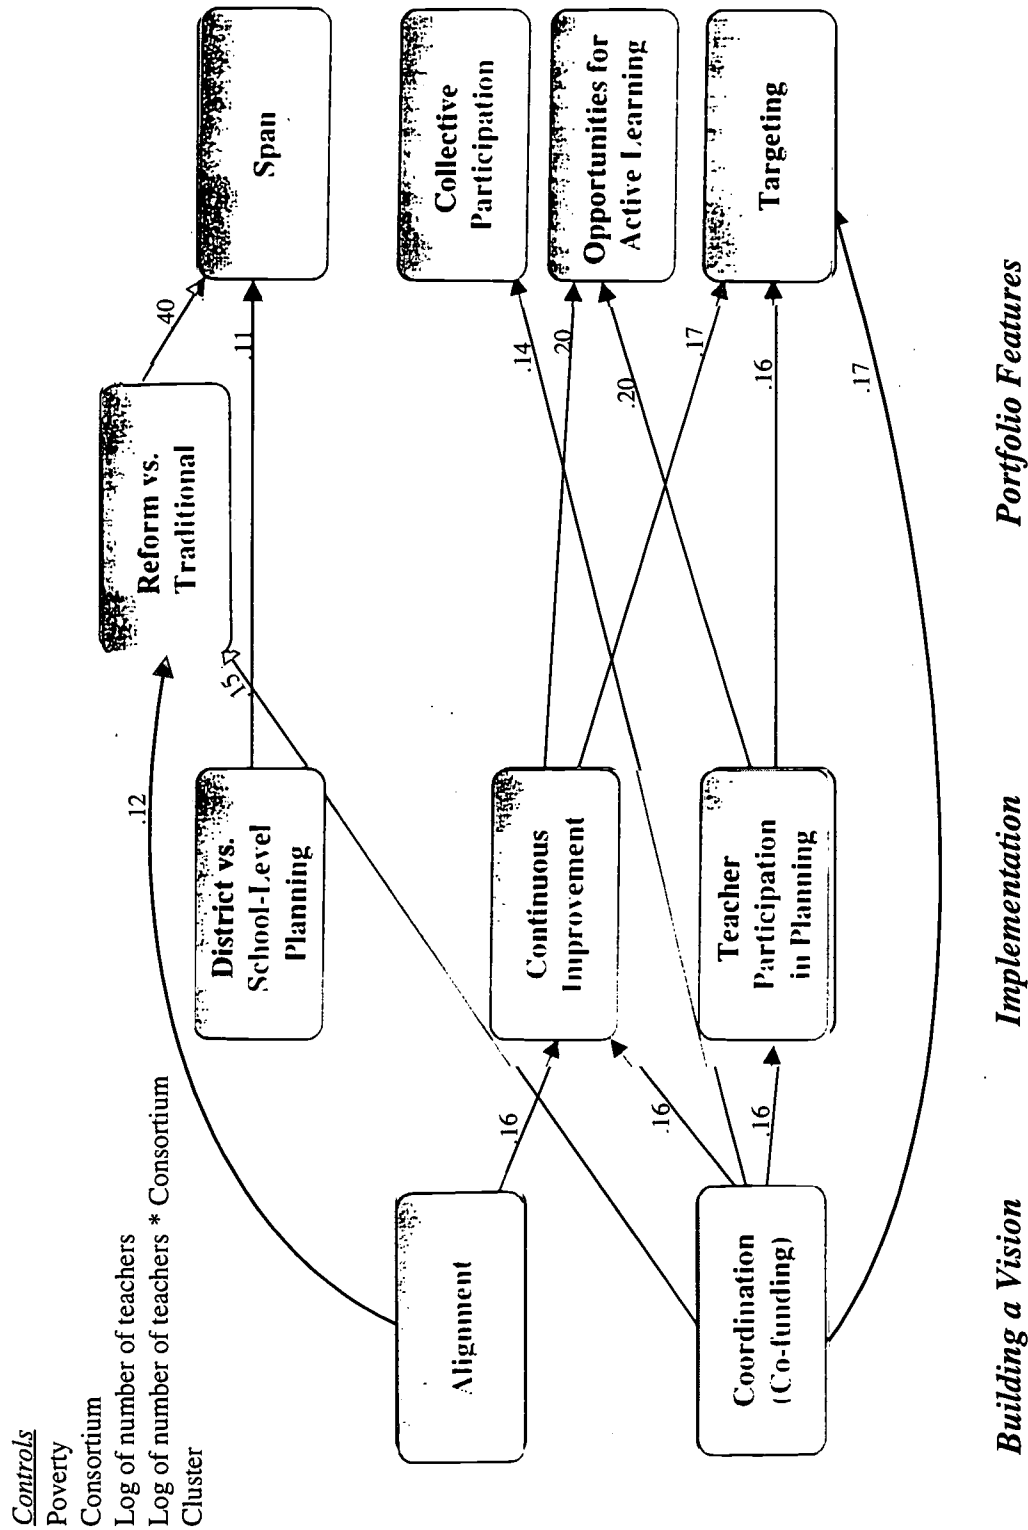 Controls
Poverty
Consortium
Log of number of teachers
Log of number of teachers * Consortium
Cluster
Alignment
Coordination
(Co-funding)
District vs.
School-Level
Planning
Continuous
Improvement
Teacher
Participation
in Planning
Reform vs.
Traditional
Span
Collective
Participation
Opportunities for
Active Learning
Targeting
.12
.16
.16
.16
.15
40
.11
.14
.20
.20
.17
.16
.17
Building a Vision
Implementation
Portfolio Features